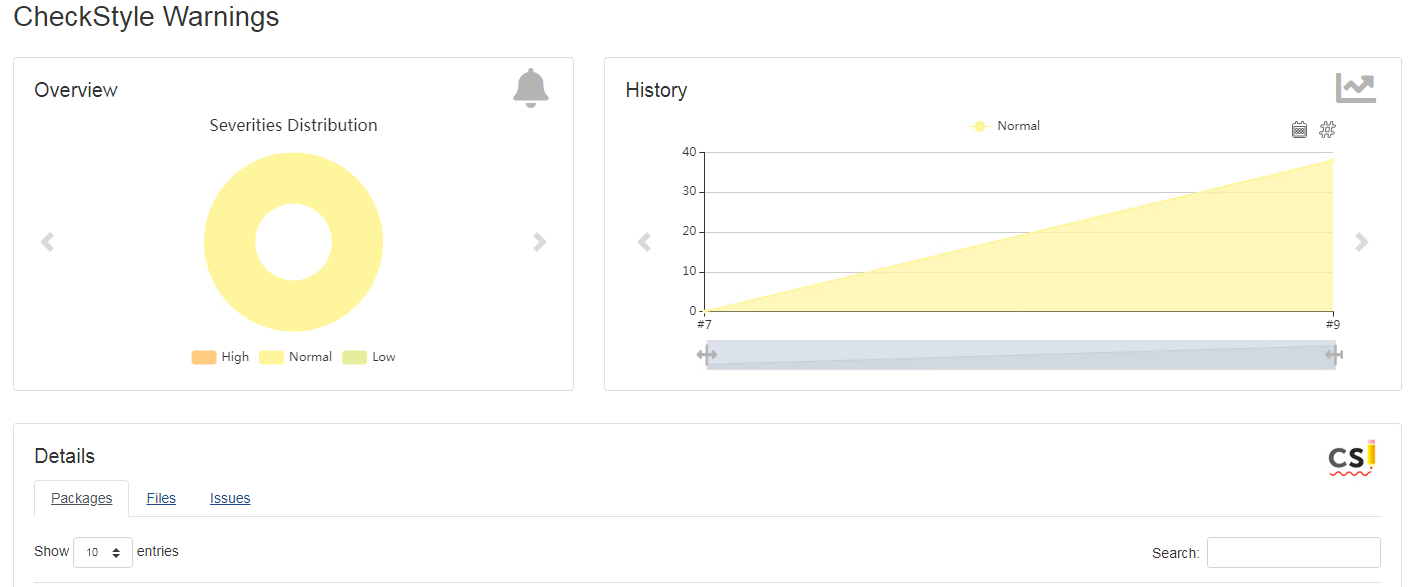 CheckStyle Warnings
Overview
Severities Distribution
High Normal Low
History
Normal
40
30
20
10
0
#7 #9
Details
CS
Packages Files Issues
Show 10 entries
Search: